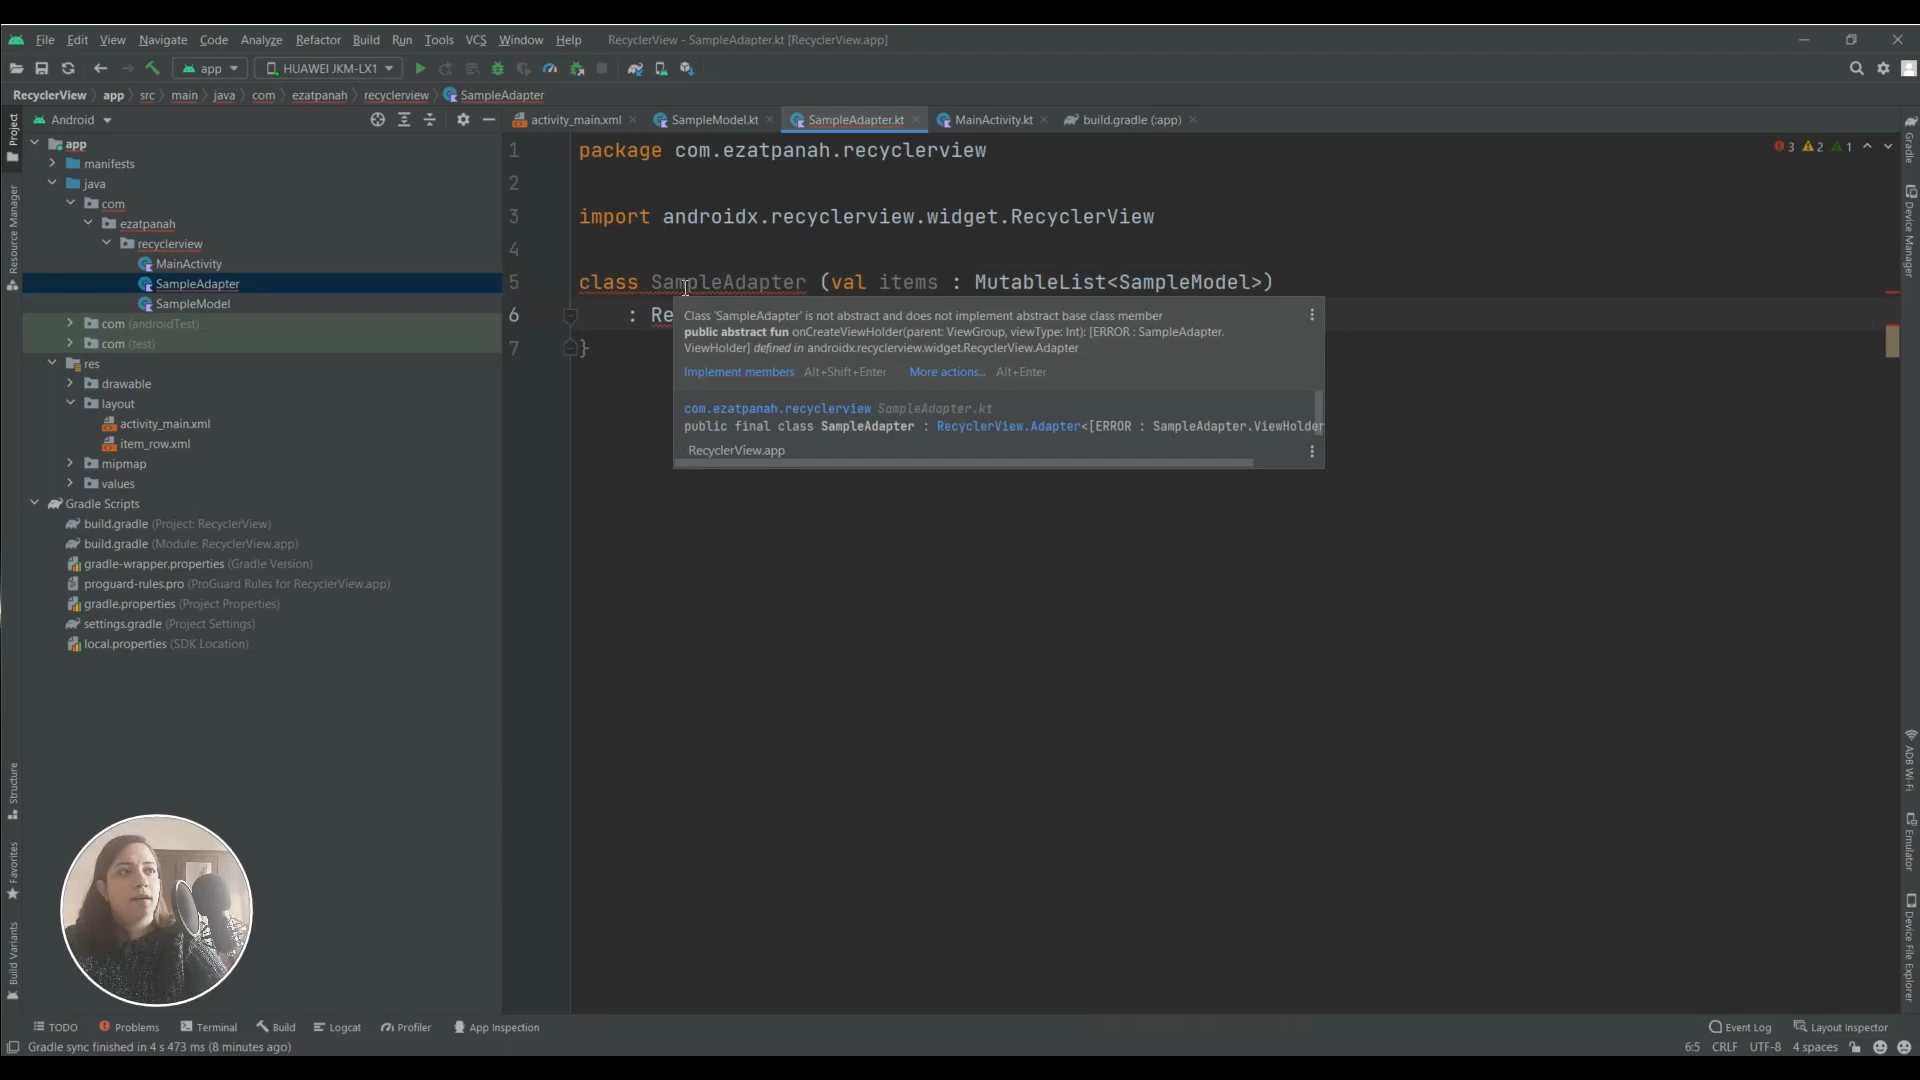 File Edit View Navigate Code Analyze Refactor Build Run Tools VCS Window Help RecyclerView - SampleAdapter.kt [RecyclerView.app]
app HUAWEI JKM-LX1
RecyclerView app src main java com ezatpanah recyclerview SampleAdapter
Android
activity_main.xml SampleModel.kt SampleAdapter.kt MainActivity.kt build.gradle (:app)
Project
Resource Manager
Structure
Favorites
Build Variants
app
manifests
java
com
ezatpanah
recyclerview
MainActivity
SampleAdapter
SampleModel
com (androidTest)
com (test)
res
drawable
layout
activity_main.xml
item_row.xml
mipmap
values
Gradle Scripts
build.gradle (Project: RecyclerView)
build.gradle (Module: RecyclerView.app)
gradle-wrapper.properties (Gradle Version)
proguard-rules.pro (ProGuard Rules for RecyclerView.app)
gradle.properties (Project Properties)
settings.gradle (Project Settings)
local.properties (SDK Location)
1 package com.ezatpanah.recyclerview
2
3 import androidx.recyclerview.widget.RecyclerView
4
5 class SampleAdapter (val items : MutableList<SampleModel>)
6 : Re
7 }
3 2 1
Class 'SampleAdapter' is not abstract and does not implement abstract base class member
public abstract fun onCreateViewHolder(parent: ViewGroup, viewType: Int): [ERROR : SampleAdapter.
ViewHolder] defined in androidx.recyclerview.widget.RecyclerView.Adapter
Implement members Alt+Shift+Enter More actions... Alt+Enter
com.ezatpanah.recyclerview SampleAdapter.kt
public final class SampleAdapter : RecyclerView.Adapter<[ERROR : SampleAdapter.ViewHolder
RecyclerView.app
Gradle
Device Manager
ADB Wi-Fi
Emulator
Device File Explorer
TODO Problems Terminal Build Logcat Profiler App Inspection Event Log Layout Inspector
Gradle sync finished in 4 s 473 ms (8 minutes ago) 6:5 CRLF UTF-8 4 spaces